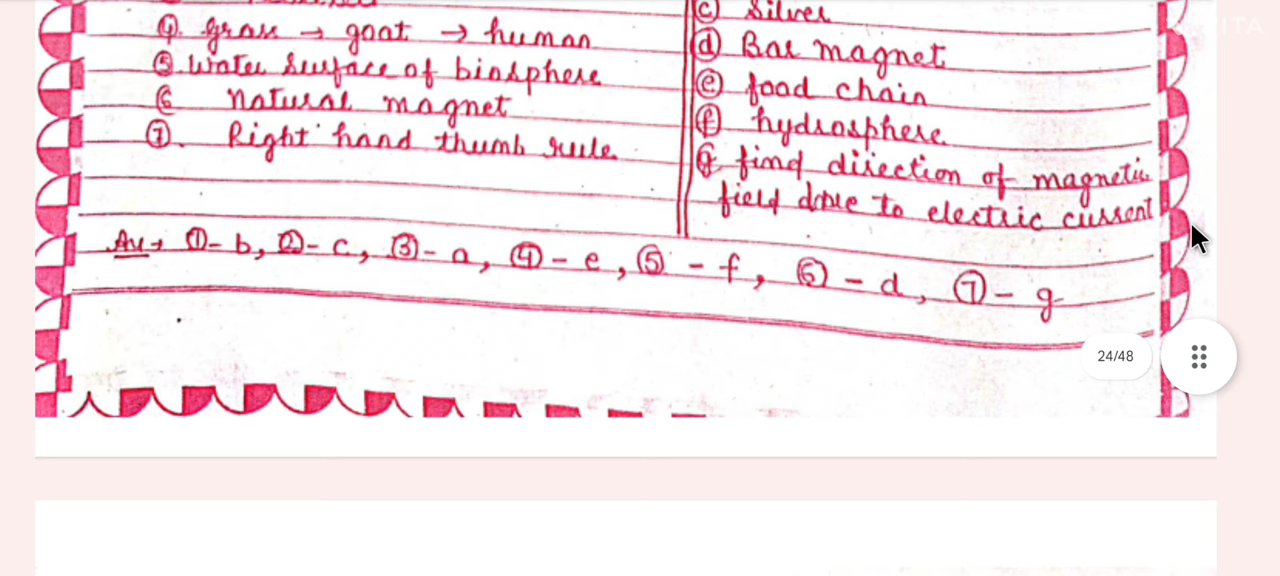 ④. grass → goat → human
⑤ Water surface of biosphere
⑥ natural magnet
⑦. Right hand thumb rule
ⓒ Silver
ⓓ Bar magnet
ⓔ food chain
ⓕ hydrosphere
ⓖ find direction of magnetic
field due to electric current
①- b, ②- c, ③- a, ④- e, ⑤ - f, ⑥ - d, ⑦- g
24/48